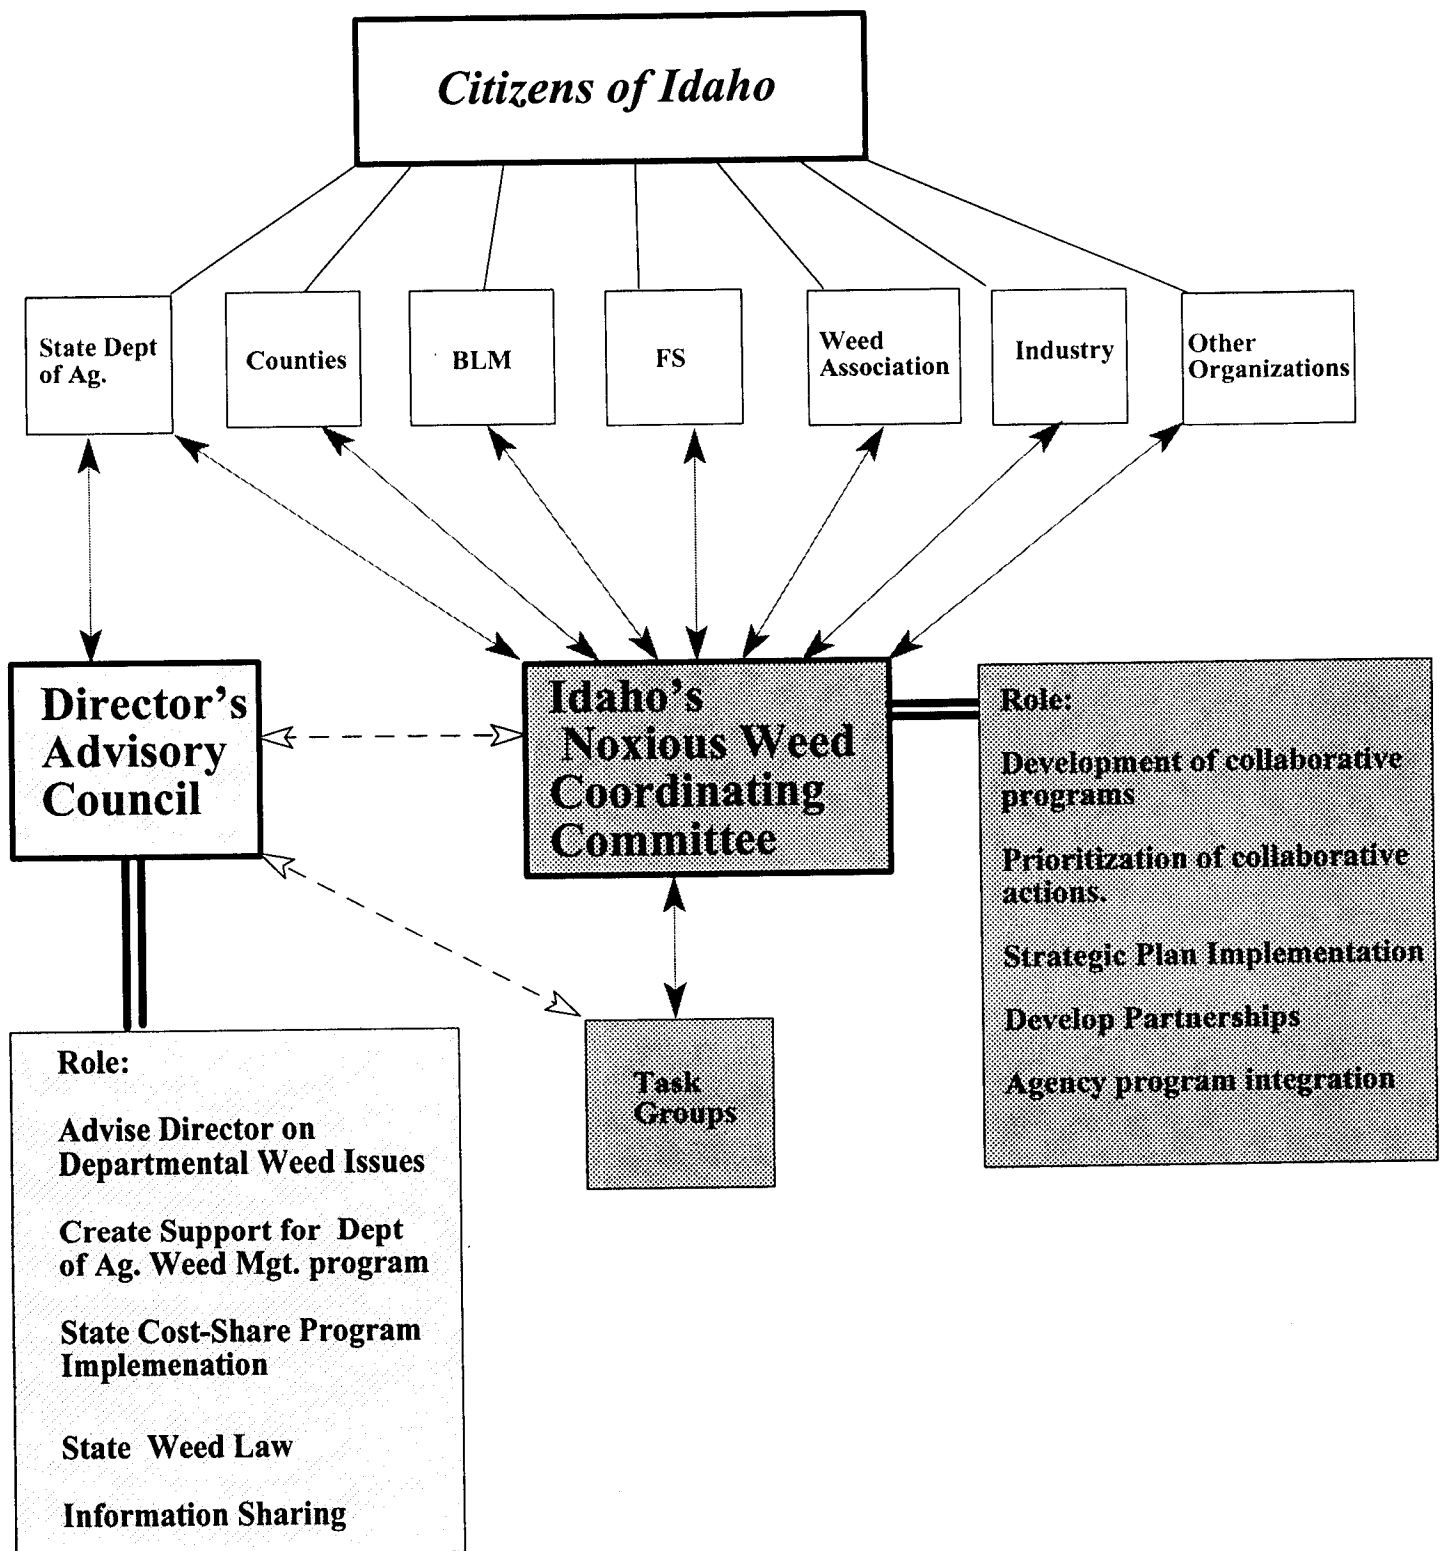 Citizens of Idaho
State Dept
of Ag.
Counties
BLM
FS
Weed
Association
Industry
Other
Organizations
Director's
Advisory
Council
Idaho's
Noxious Weed
Coordinating
Committee
Role:
Development of collaborative
programs
Prioritization of collaborative
actions.
Strategic Plan Implementation
Develop Partnerships
Agency program integration
Task
Groups
Role:
Advise Director on
Departmental Weed Issues
Create Support for Dept
of Ag. Weed Mgt. program
State Cost-Share Program
Implemenation
State Weed Law
Information Sharing